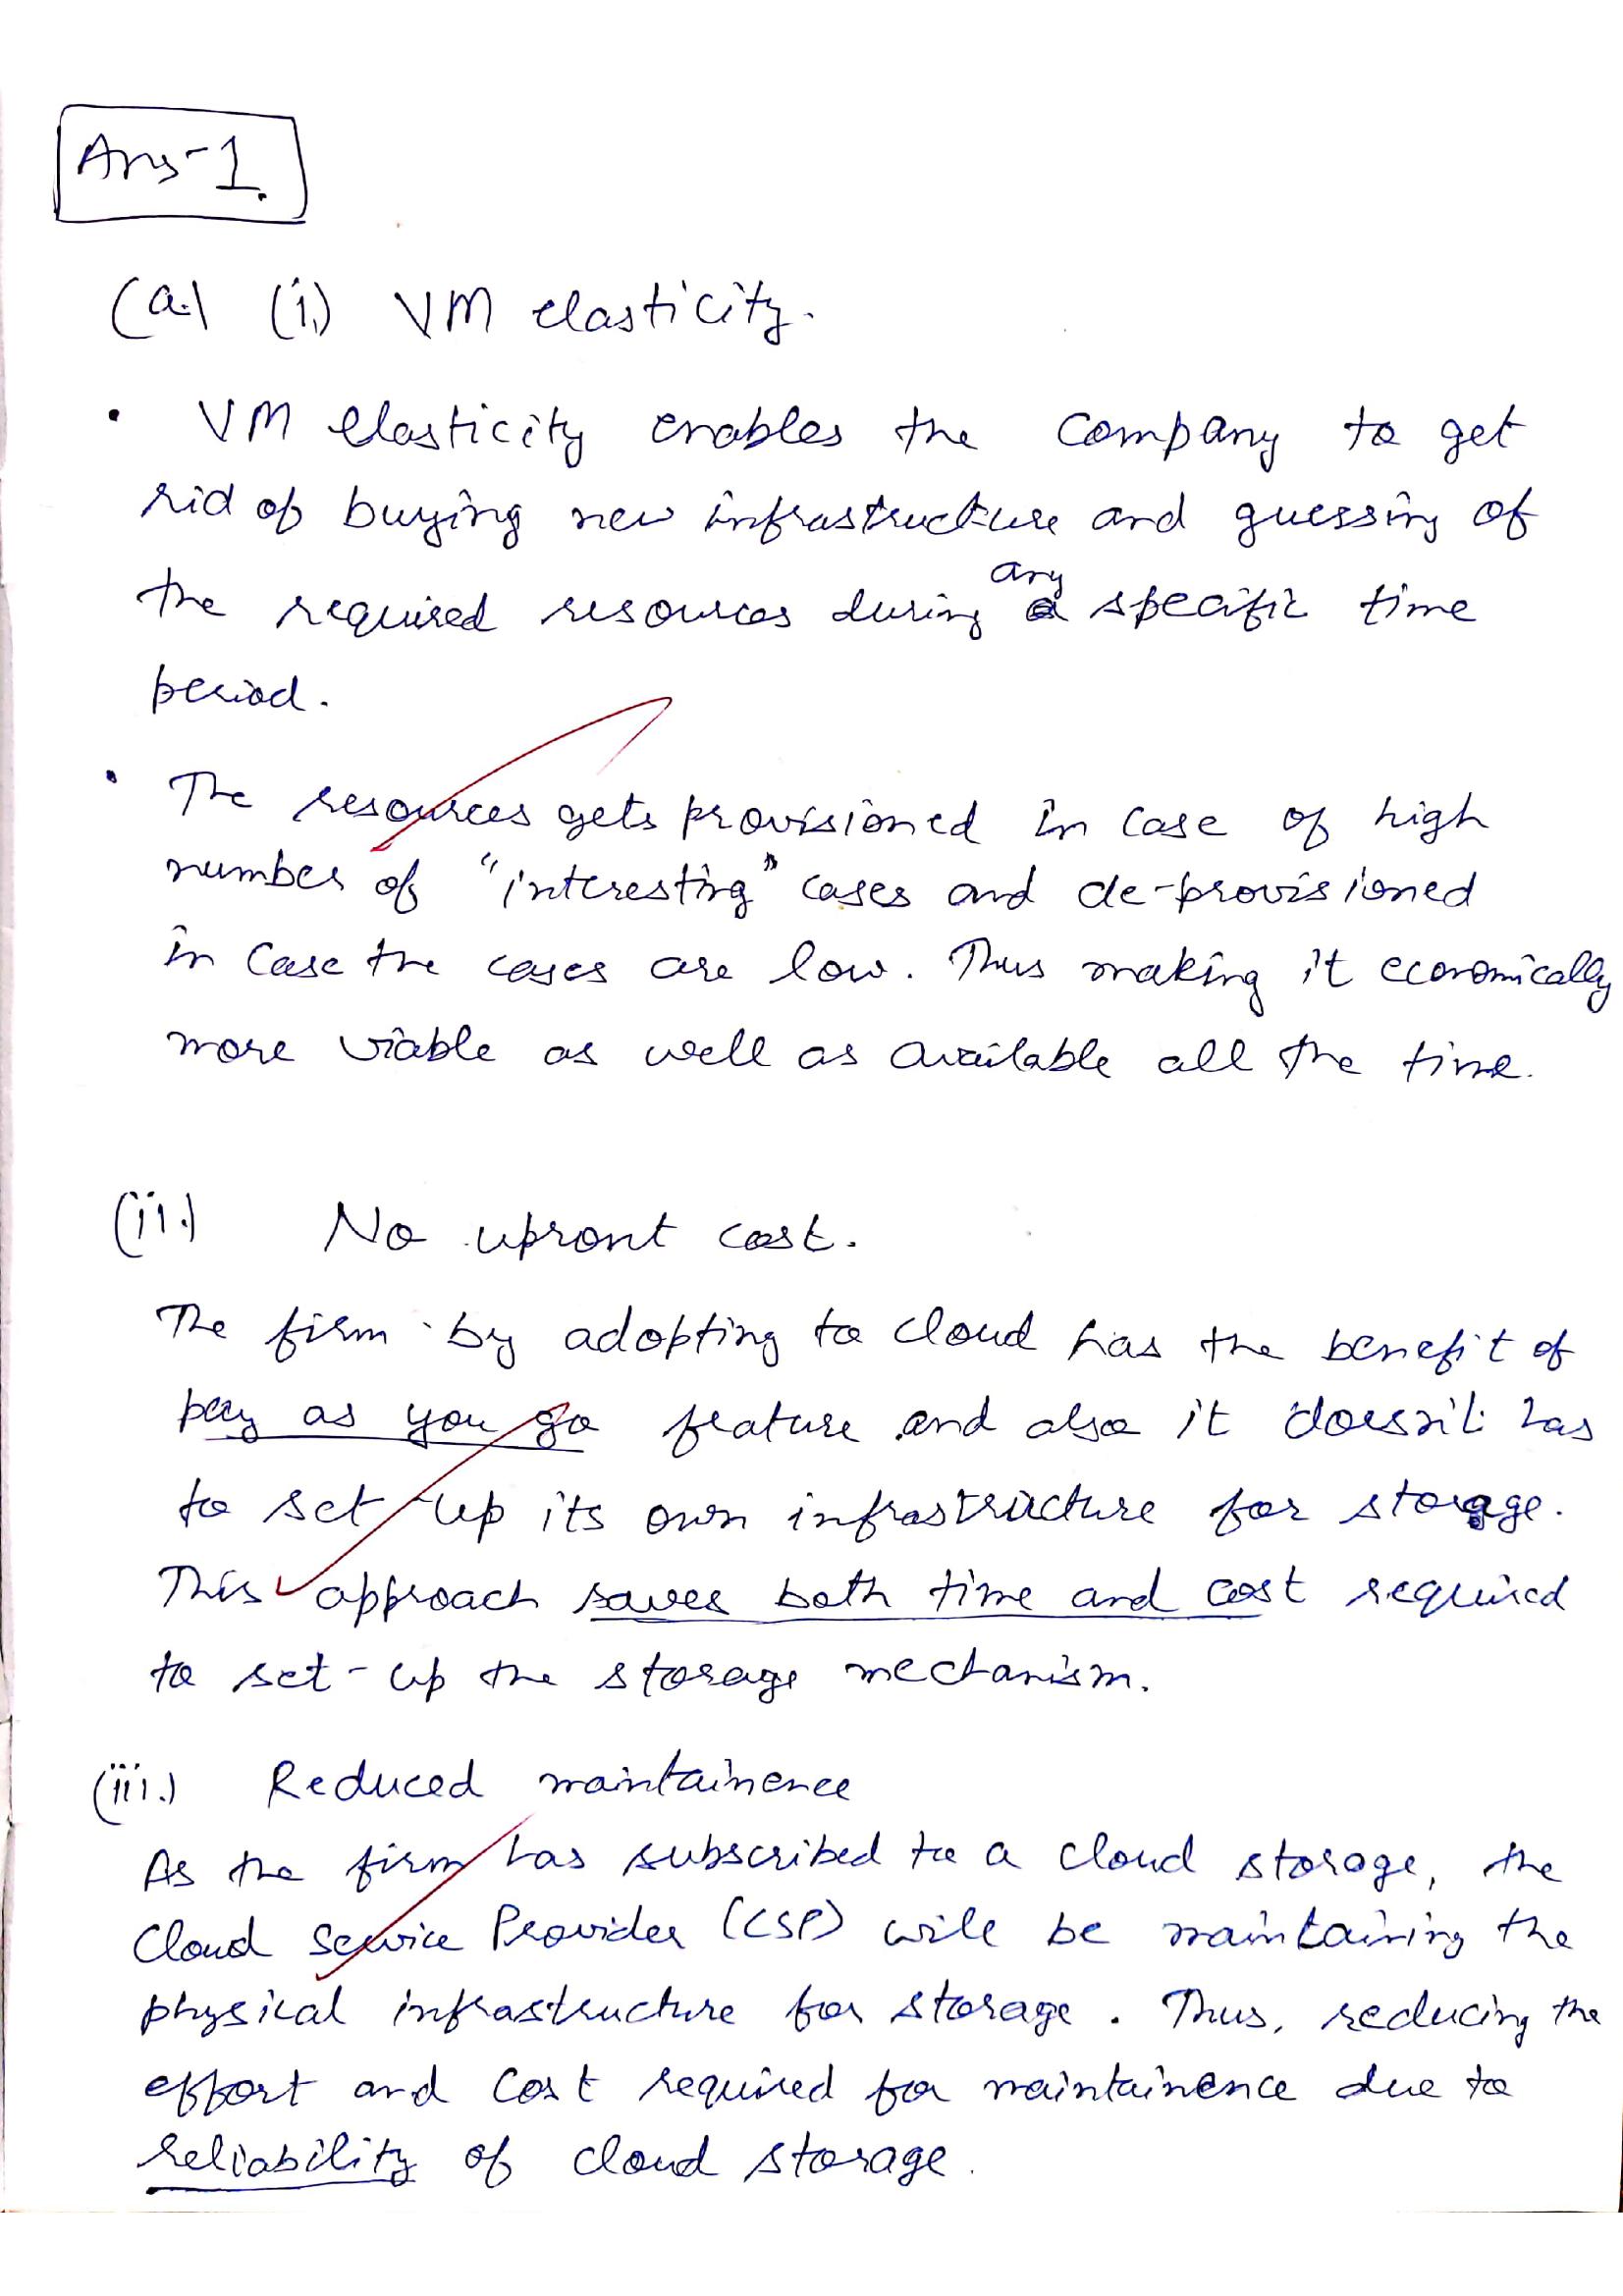 Ans-1.
(a.) (i.) VM elasticity.
• VM elasticity enables the company to get
rid of buying new infrastructure and guessing of
the required resources during any specific time
period.
• The resources gets provisioned in case of high
number of "interesting" cases and de-provisioned
in case the cases are low. Thus making it economically
more viable as well as available all the time.
(ii.) No upront cost.
The firm by adopting to cloud has the benefit of
pay as you go feature and also it doesn't has
to set-up its own infrastructure for storage.
This approach saves both time and cost required
to set-up the storage mechanism.
(iii.) Reduced maintainence
As the firm has subscribed to a cloud storage, the
Cloud Service Provider (CSP) will be maintaining the
physical infrastructure for storage. Thus, reducing the
effort and cost required for maintainence due to
reliability of cloud storage.